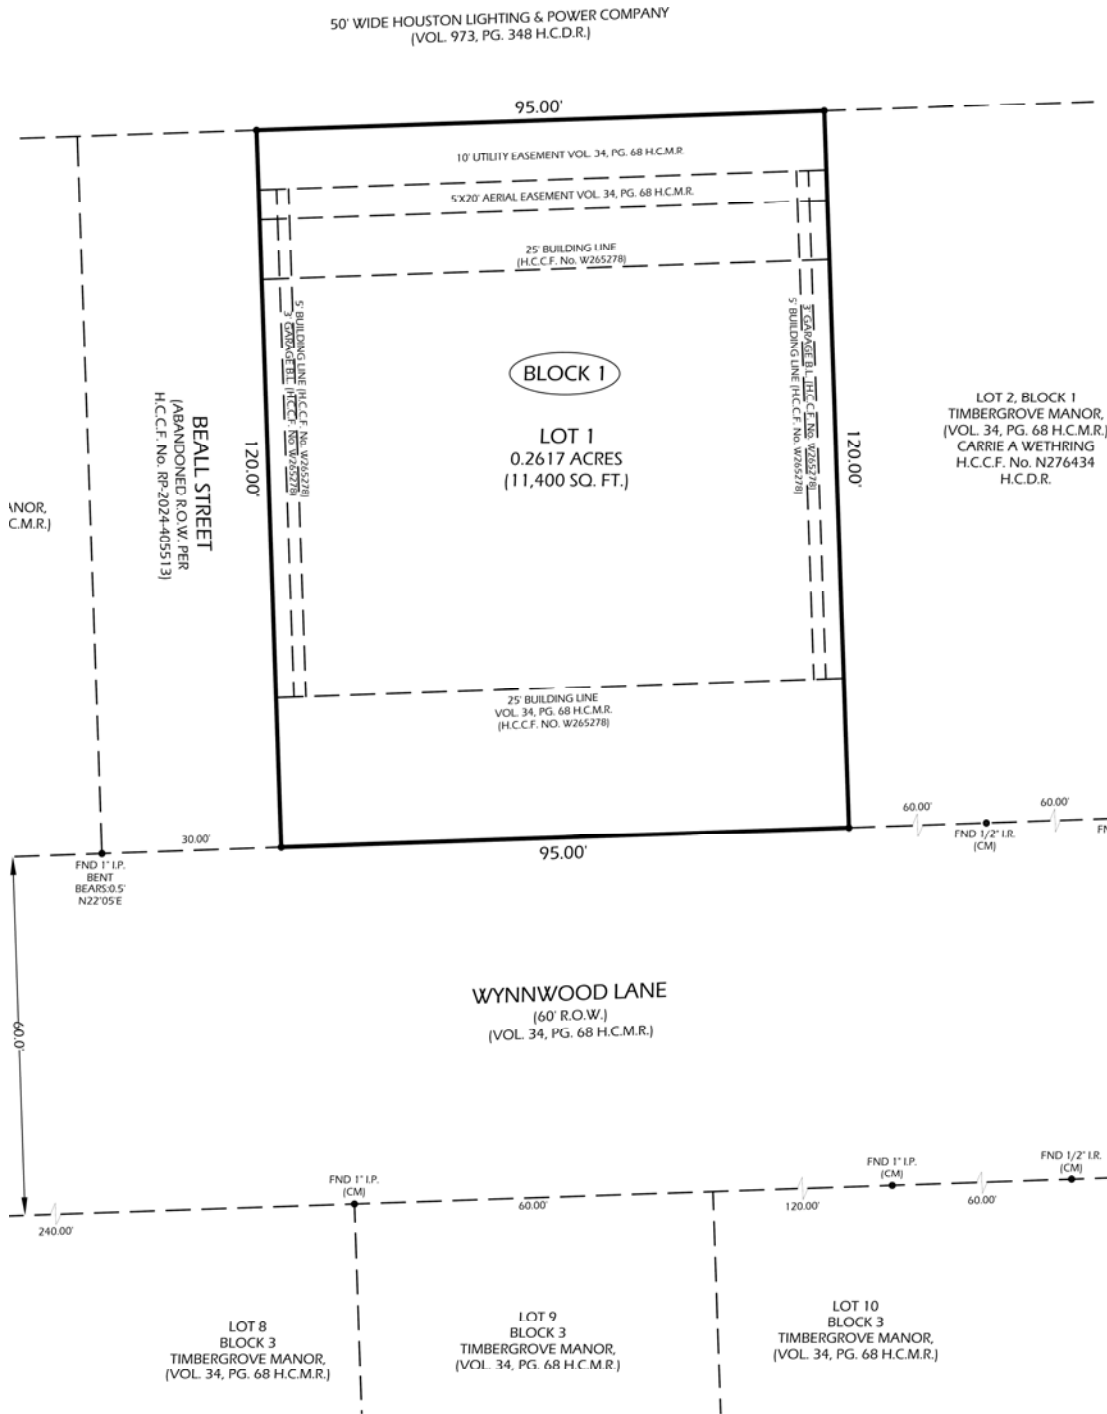 50' WIDE HOUSTON LIGHTING & POWER COMPANY
(VOL. 973, PG. 348 H.C.D.R.)
95.00'
10' UTILITY EASEMENT VOL. 34, PG. 68 H.C.M.R.
5'X20' AERIAL EASEMENT VOL. 34, PG. 68 H.C.M.R.
25' BUILDING LINE
(H.C.C.F. No. W265278)
5' BUILDING LINE (H.C.C.F. No. W265278)
3' GARAGE B.L. (H.C.C.F. No. W265278)
3' GARAGE B.L. (H.C.C.F. No. W265278)
5' BUILDING LINE (H.C.C.F. No. W265278)
BLOCK 1
LOT 1
0.2617 ACRES
(11,400 SQ. FT.)
120.00'
120.00'
BEALL STREET
(ABANDONED R.O.W. PER
H.C.C.F. No. RP-2024-405513)
ANOR,
C.M.R.)
LOT 2, BLOCK 1
TIMBERGROVE MANOR,
(VOL. 34, PG. 68 H.C.M.R.)
CARRIE A WETHRING
H.C.C.F. No. N276434
H.C.D.R.
25' BUILDING LINE
VOL. 34, PG. 68 H.C.M.R.
(H.C.C.F. NO. W265278)
30.00'
95.00'
60.00'
60.00'
FND 1/2" I.R.
(CM)
FN
FND 1" I.P.
BENT
BEARS:0.5'
N22°05'E
60.0'
WYNNWOOD LANE
(60' R.O.W.)
(VOL. 34, PG. 68 H.C.M.R.)
FND 1" I.P.
(CM)
FND 1" I.P.
(CM)
FND 1/2" I.R.
(CM)
240.00'
60.00'
120.00'
60.00'
LOT 8
BLOCK 3
TIMBERGROVE MANOR,
(VOL. 34, PG. 68 H.C.M.R.)
LOT 9
BLOCK 3
TIMBERGROVE MANOR,
(VOL. 34, PG. 68 H.C.M.R.)
LOT 10
BLOCK 3
TIMBERGROVE MANOR,
(VOL. 34, PG. 68 H.C.M.R.)